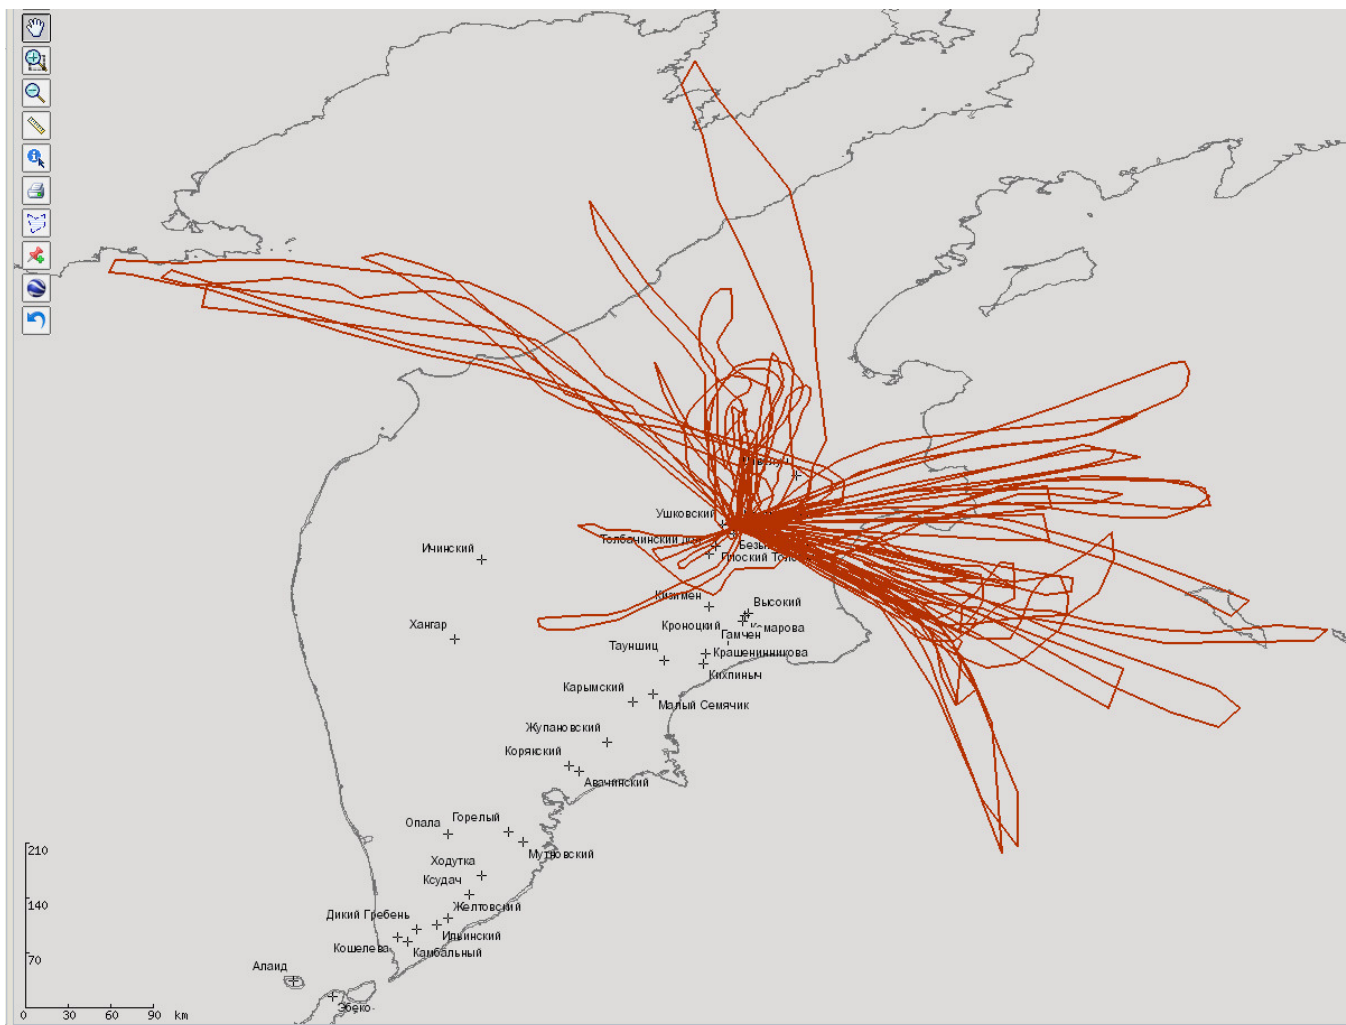 Ушковский
Толбачинский дол
Плоский
Ичинский
Кизимен
Высокий
Хангар
Кроноцкий
Комарова
Гамчен
Тауншиц
Крашенинникова
Кихпиныч
Карымский
Малый Семячик
Жупановский
Корякский
Авачинский
Опала
Горелый
210
Мутновский
Ходутка
Ксудач
140
Желтовский
Дикий Гребень
Ильинский
Кошелева
Камбальный
70
Алаид
Эбеко
0 30 60 90 km